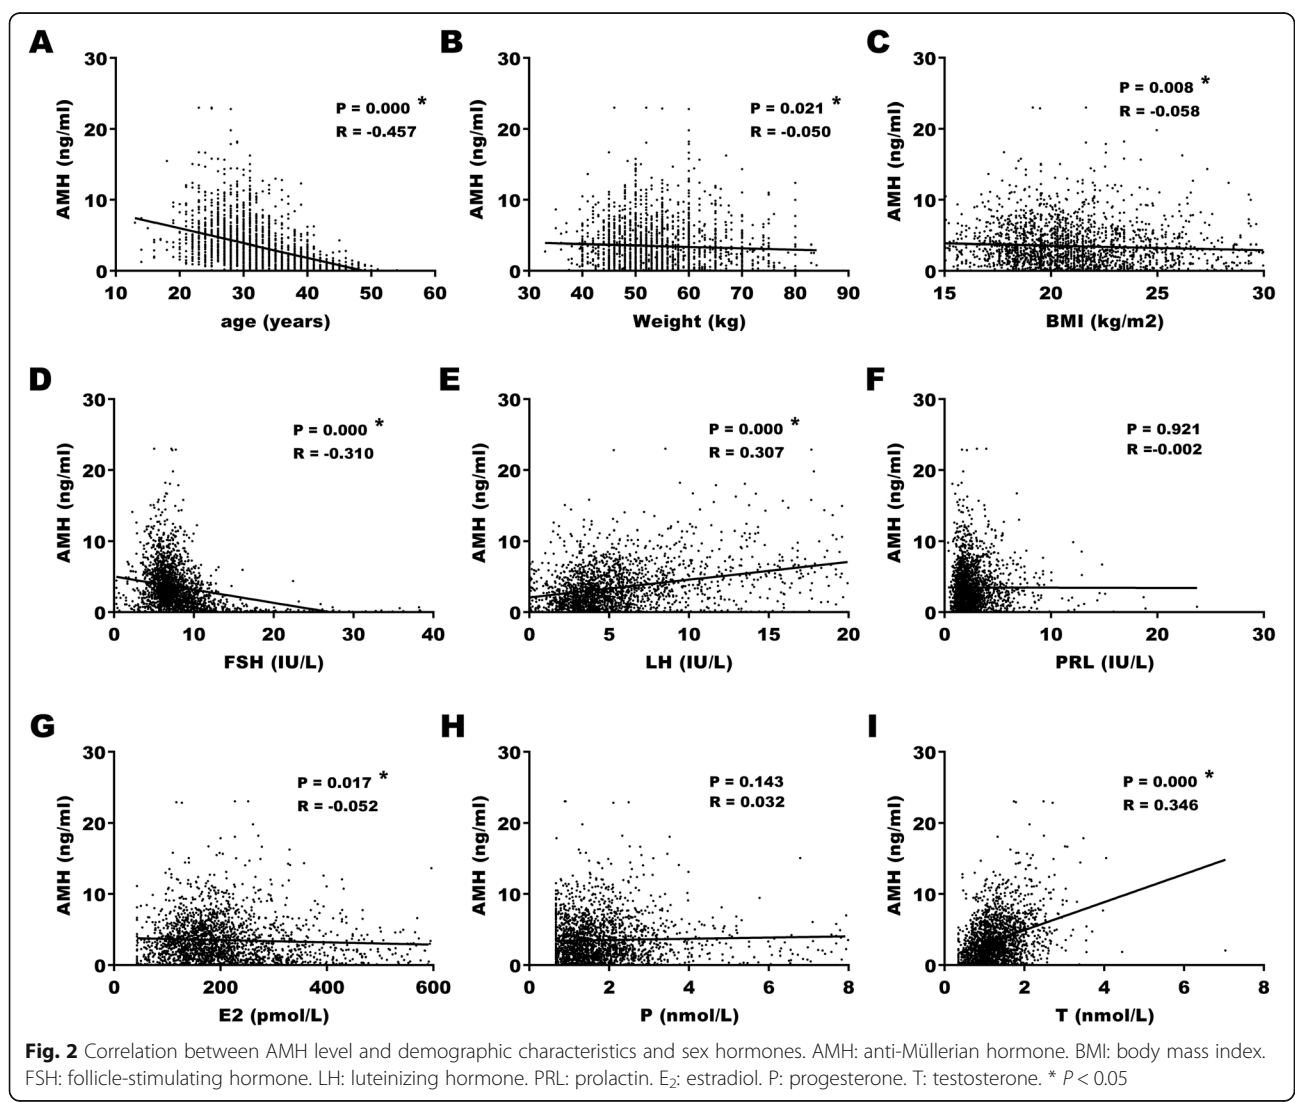 A
30
20
10
0
AMH (ng/ml)
P = 0.000 *
R = -0.457
10 20 30 40 50 60
age (years)
B
30
20
10
0
AMH (ng/ml)
P = 0.021 *
R = -0.050
30 40 50 60 70 80 90
Weight (kg)
C
30
20
10
0
AMH (ng/ml)
P = 0.008 *
R = -0.058
15 20 25 30
BMI (kg/m2)
D
30
20
10
0
AMH (ng/ml)
P = 0.000 *
R = -0.310
0 10 20 30 40
FSH (IU/L)
E
30
20
10
0
AMH (ng/ml)
P = 0.000 *
R = 0.307
0 5 10 15 20
LH (IU/L)
F
30
20
10
0
AMH (ng/ml)
P = 0.921
R =-0.002
0 10 20 30
PRL (IU/L)
G
30
20
10
0
AMH (ng/ml)
P = 0.017 *
R = -0.052
0 200 400 600
E2 (pmol/L)
H
30
20
10
0
AMH (ng/ml)
P = 0.143
R = 0.032
0 2 4 6 8
P (nmol/L)
I
30
20
10
0
AMH (ng/ml)
P = 0.000 *
R = 0.346
0 2 4 6 8
T (nmol/L)
Fig. 2 Correlation between AMH level and demographic characteristics and sex hormones. AMH: anti-Müllerian hormone. BMI: body mass index.
FSH: follicle-stimulating hormone. LH: luteinizing hormone. PRL: prolactin. E₂: estradiol. P: progesterone. T: testosterone. * P < 0.05